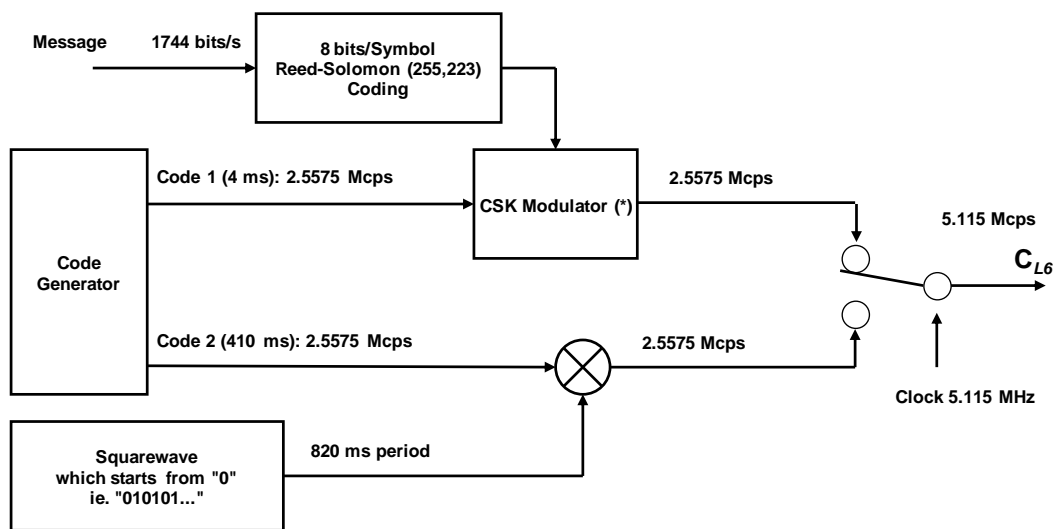 Message
1744 bits/s
8 bits/Symbol
Reed-Solomon (255,223)
Coding
Code 1 (4 ms): 2.5575 Mcps
CSK Modulator (*)
2.5575 Mcps
5.115 Mcps
C_L6
Code
Generator
Code 2 (410 ms): 2.5575 Mcps
2.5575 Mcps
Clock 5.115 MHz
Squarewave
which starts from "0"
ie. "010101..."
820 ms period